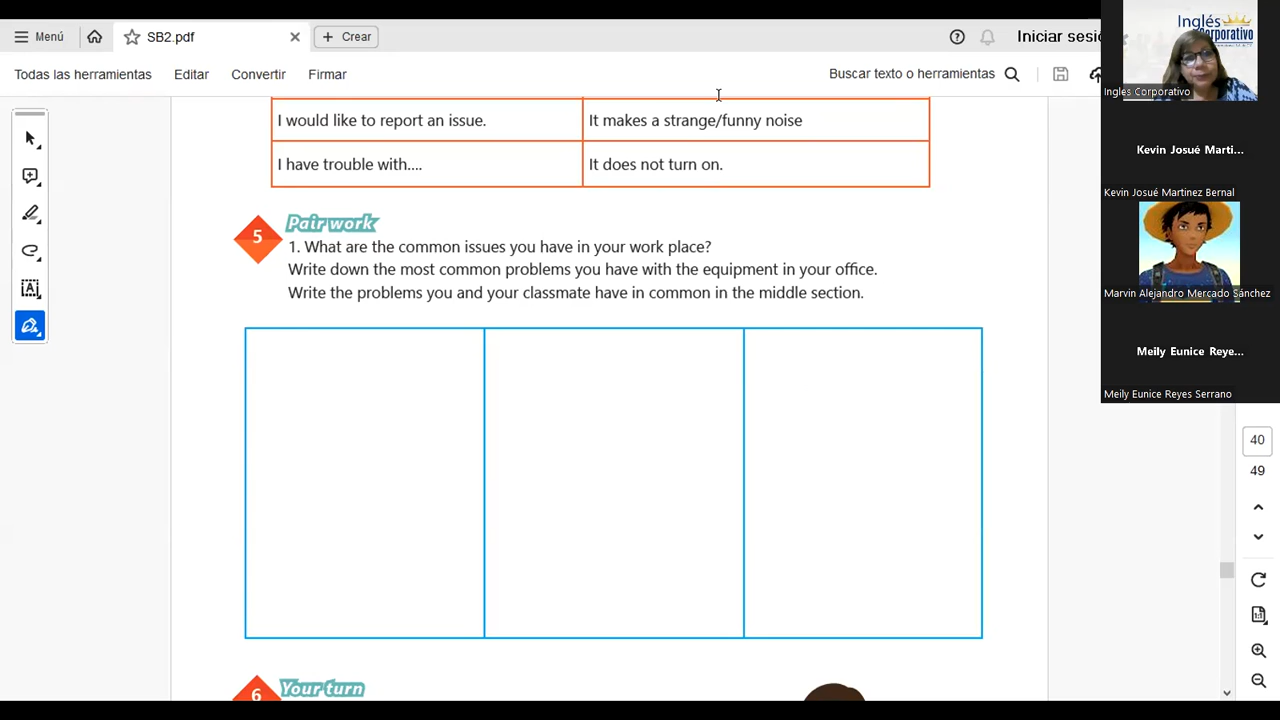 Menú
SB2.pdf
Crear
Iniciar sesió
Todas las herramientas
Editar
Convertir
Firmar
Buscar texto o herramientas
I would like to report an issue.
It makes a strange/funny noise
I have trouble with....
It does not turn on.
5
Pair work
1. What are the common issues you have in your work place?
Write down the most common problems you have with the equipment in your office.
Write the problems you and your classmate have in common in the middle section.
6
Your turn
Inglés
Corporativo
Ingles Corporativo
Kevin Josué Marti...
Kevin Josué Martinez Bernal
Marvin Alejandro Mercado Sánchez
Meily Eunice Reye...
Meily Eunice Reyes Serrano
40
49
1:1